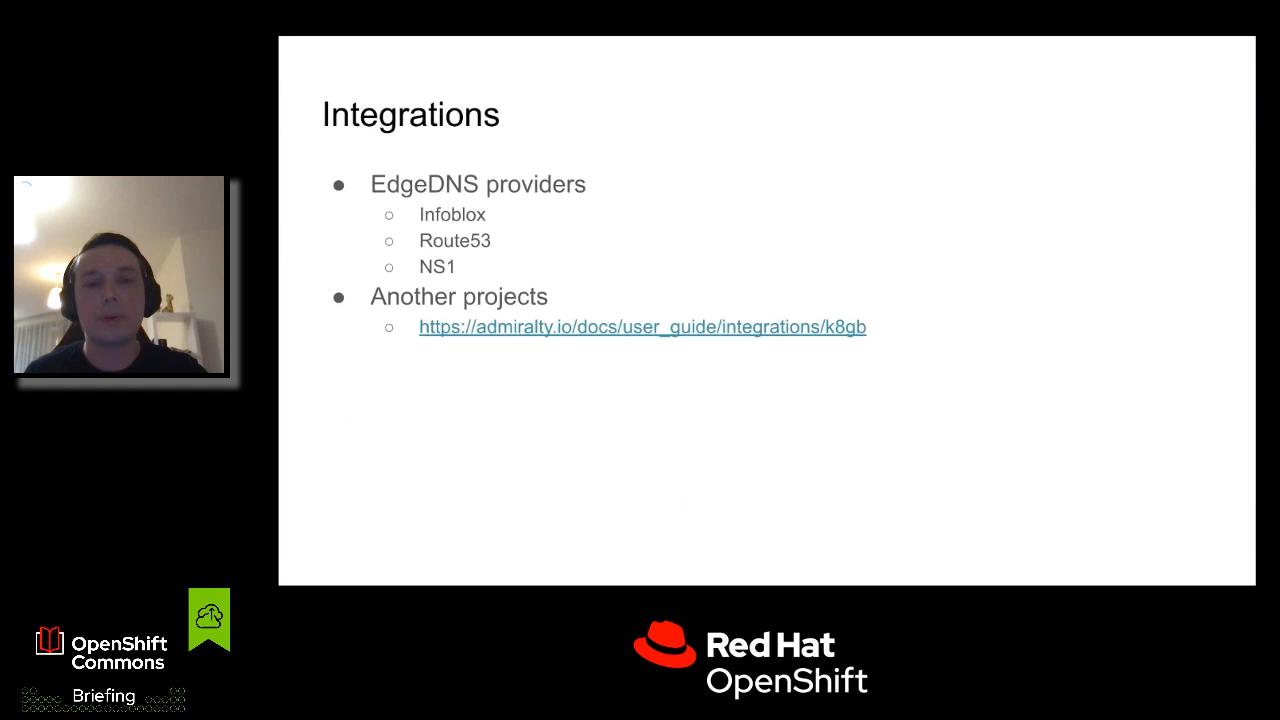 Integrations
● EdgeDNS providers
○ Infoblox
○ Route53
○ NS1
● Another projects
○ https://admiralty.io/docs/user_guide/integrations/k8gb
OpenShift
Commons
Briefing
Red Hat
OpenShift